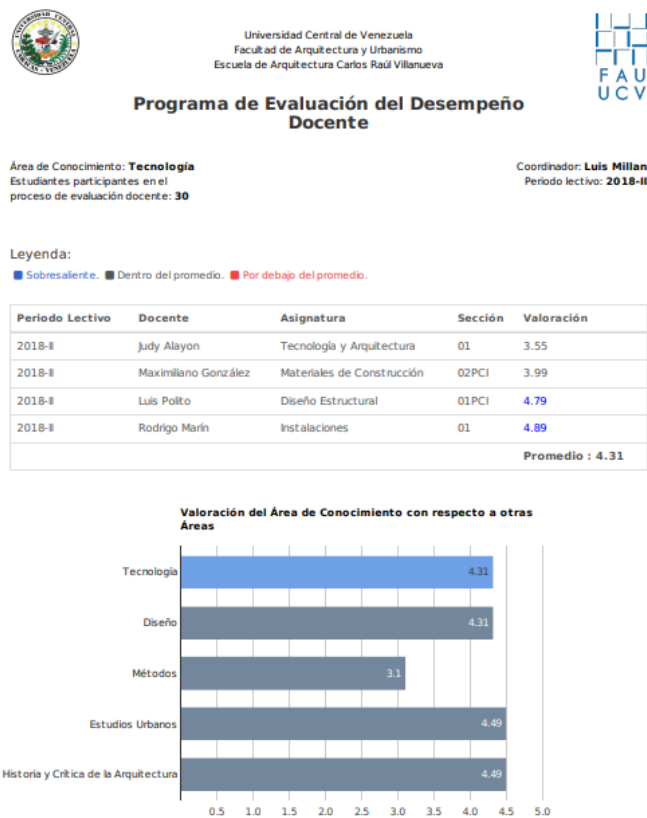 Universidad Central de Venezuela
Facultad de Arquitectura y Urbanismo
Escuela de Arquitectura Carlos Raúl Villanueva
FAU
UCV
Programa de Evaluación del Desempeño
Docente
Área de Conocimiento: Tecnología
Estudiantes participantes en el
proceso de evaluación docente: 30
Coordinador: Luis Millan
Periodo lectivo: 2018-II
Leyenda:
Sobresaliente. Dentro del promedio. Por debajo del promedio.
Periodo Lectivo Docente Asignatura Sección Valoración
2018-II Judy Alayon Tecnología y Arquitectura 01 3.55
2018-II Maximiliano González Materiales de Construcción 02PCI 3.99
2018-II Luis Polito Diseño Estructural 01PCI 4.79
2018-II Rodrigo Marín Instalaciones 01 4.89
Promedio : 4.31
Valoración del Área de Conocimiento con respecto a otras
Áreas
Tecnología 4.31
Diseño 4.31
Métodos 3.1
Estudios Urbanos 4.49
Historia y Crítica de la Arquitectura 4.49
0.5 1.0 1.5 2.0 2.5 3.0 3.5 4.0 4.5 5.0